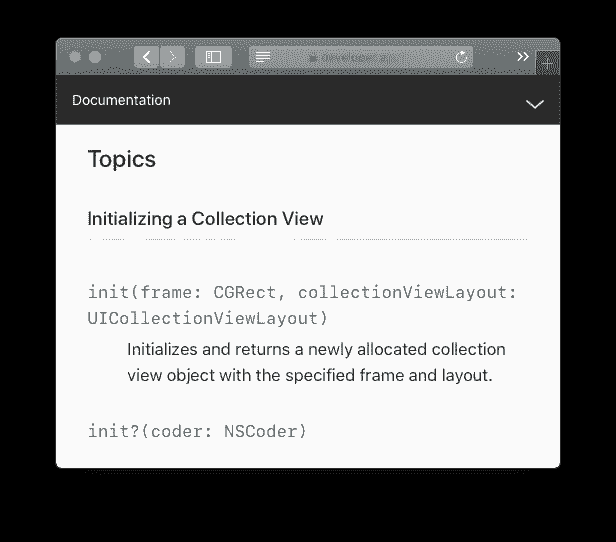 Documentation
Topics
Initializing a Collection View
init(frame: CGRect, collectionViewLayout:
UICollectionViewLayout)
Initializes and returns a newly allocated collection
view object with the specified frame and layout.
init?(coder: NSCoder)